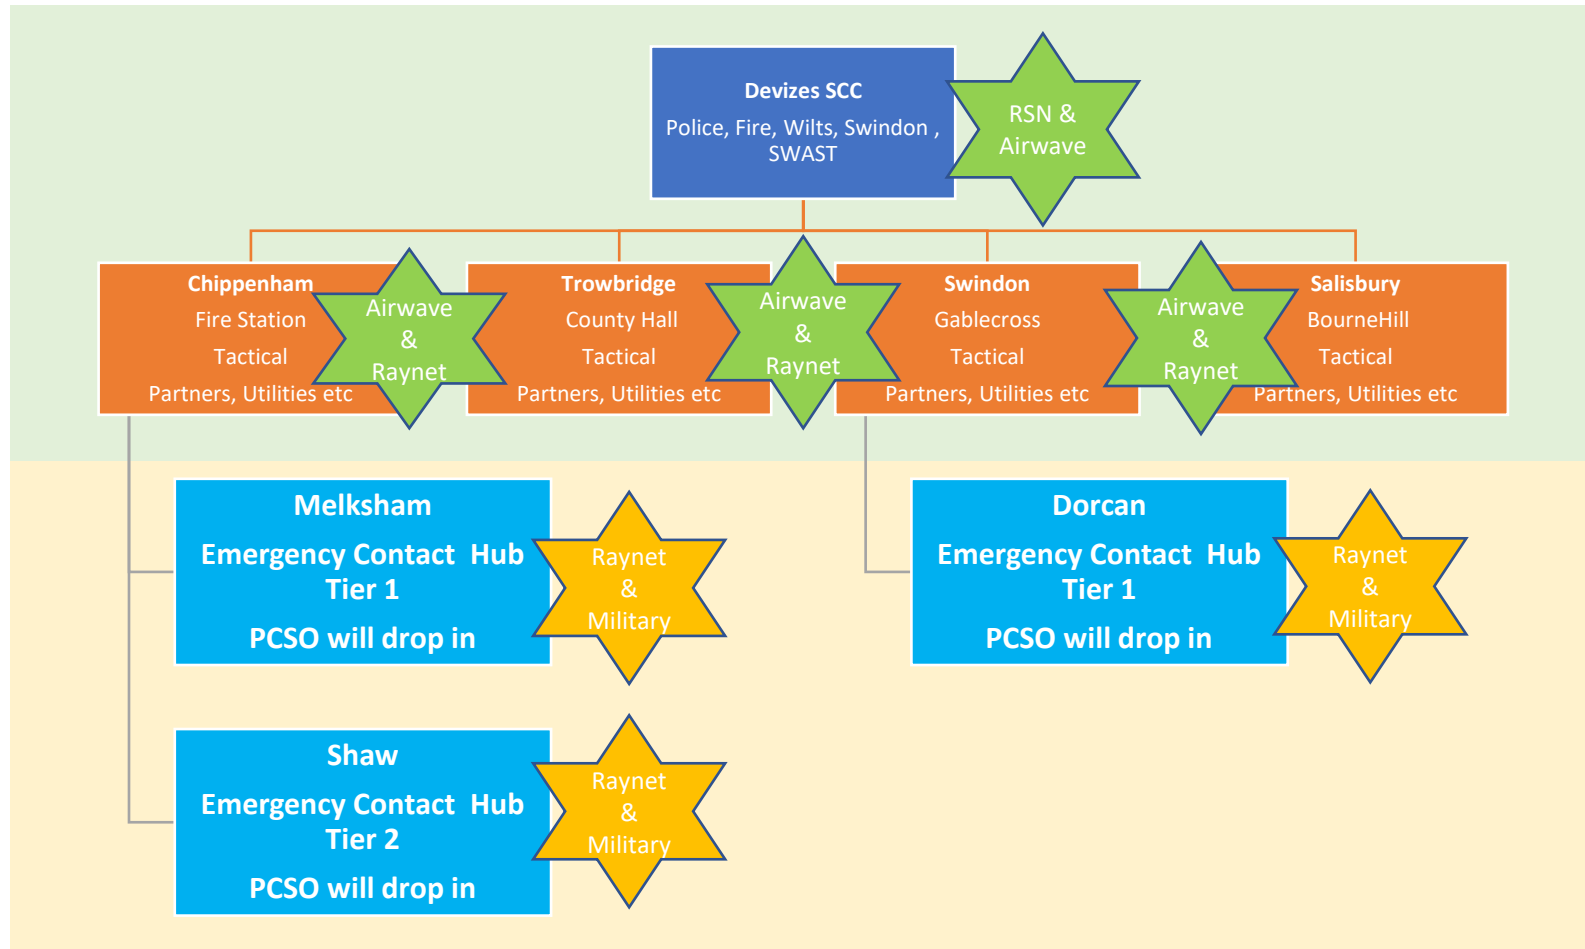 Devizes SCC
Police, Fire, Wilts, Swindon ,
SWAST
RSN &
Airwave
Chippenham
Fire Station
Tactical
Partners, Utilities etc
Airwave
&
Raynet
Trowbridge
County Hall
Tactical
Partners, Utilities etc
Airwave
&
Raynet
Swindon
Gablecross
Tactical
Partners, Utilities etc
Airwave
&
Raynet
Salisbury
BourneHill
Tactical
Partners, Utilities etc
Melksham
Emergency Contact Hub
Tier 1
PCSO will drop in
Raynet
&
Military
Dorcan
Emergency Contact Hub
Tier 1
PCSO will drop in
Raynet
&
Military
Shaw
Emergency Contact Hub
Tier 2
PCSO will drop in
Raynet
&
Military